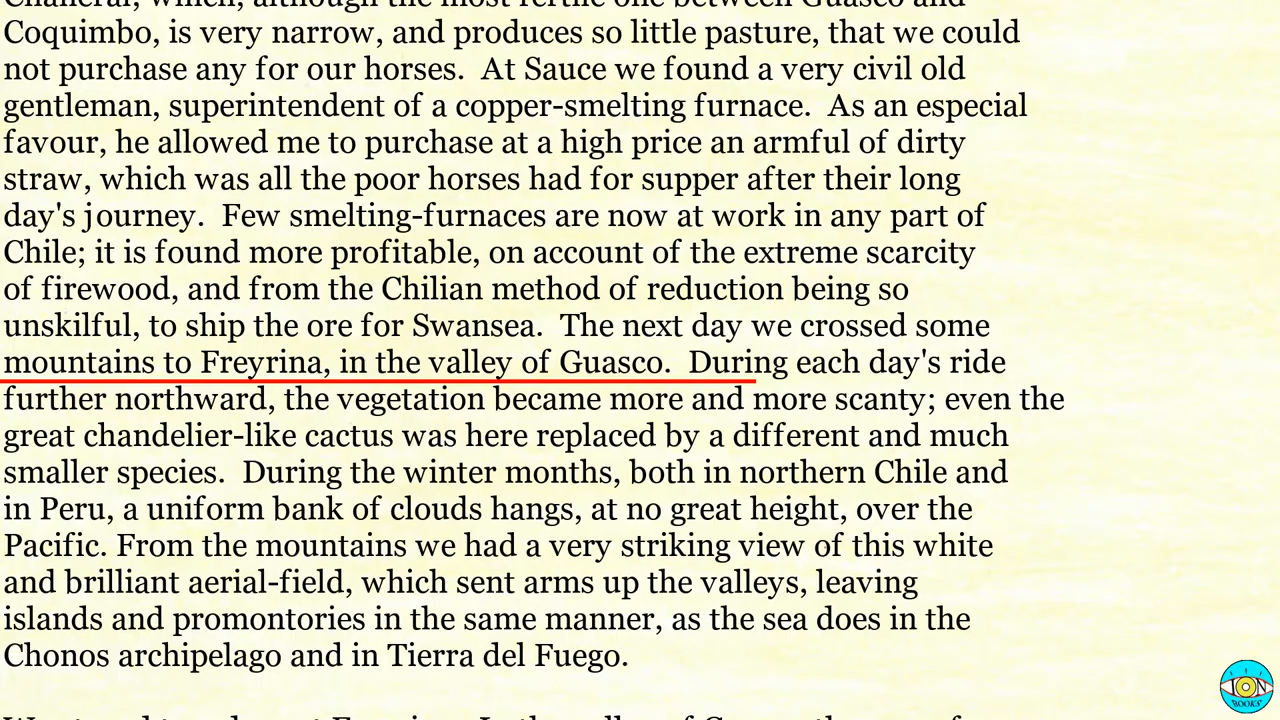 Coquimbo, is very narrow, and produces so little pasture, that we could
not purchase any for our horses.  At Sauce we found a very civil old
gentleman, superintendent of a copper-smelting furnace.  As an especial
favour, he allowed me to purchase at a high price an armful of dirty
straw, which was all the poor horses had for supper after their long
day's journey.  Few smelting-furnaces are now at work in any part of
Chile; it is found more profitable, on account of the extreme scarcity
of firewood, and from the Chilian method of reduction being so
unskilful, to ship the ore for Swansea.  The next day we crossed some
mountains to Freyrina, in the valley of Guasco.  During each day's ride
further northward, the vegetation became more and more scanty; even the
great chandelier-like cactus was here replaced by a different and much
smaller species.  During the winter months, both in northern Chile and
in Peru, a uniform bank of clouds hangs, at no great height, over the
Pacific. From the mountains we had a very striking view of this white
and brilliant aerial-field, which sent arms up the valleys, leaving
islands and promontories in the same manner, as the sea does in the
Chonos archipelago and in Tierra del Fuego.
ION
BOOKS